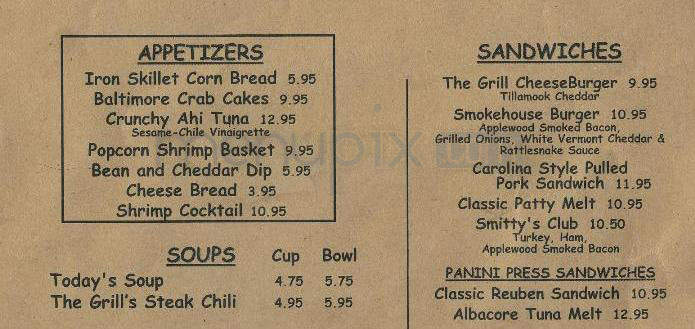 APPETIZERS
Iron Skillet Corn Bread 5.95
Baltimore Crab Cakes 9.95
Crunchy Ahi Tuna 12.95
Sesame-Chile Vinaigrette
Popcorn Shrimp Basket 9.95
Bean and Cheddar Dip 5.95
Cheese Bread 3.95
Shrimp Cocktail 10.95
SOUPS Cup Bowl
Today's Soup 4.75 5.75
The Grill's Steak Chili 4.95 5.95
SANDWICHES
The Grill CheeseBurger 9.95
Tillamook Cheddar
Smokehouse Burger 10.95
Applewood Smoked Bacon,
Grilled Onions, White Vermont Cheddar &
Rattlesnake Sauce
Carolina Style Pulled
Pork Sandwich 11.95
Classic Patty Melt 10.95
Smitty's Club 10.50
Turkey, Ham,
Applewood Smoked Bacon
PANINI PRESS SANDWICHES
Classic Reuben Sandwich 10.95
Albacore Tuna Melt 12.95